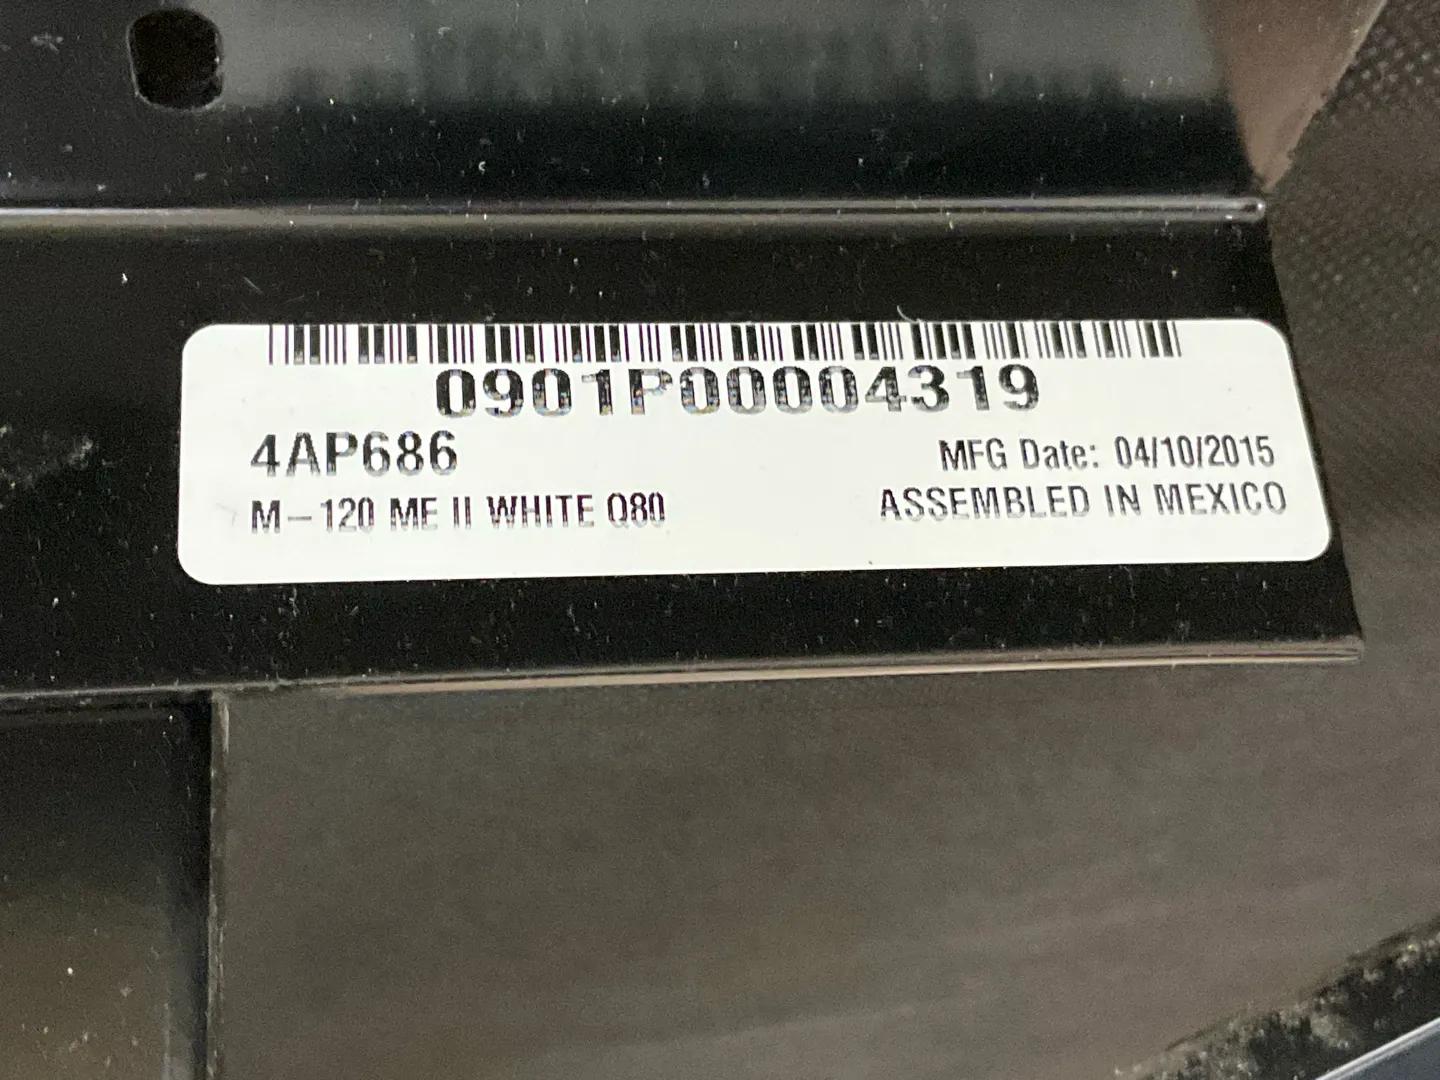 0901P00004319
4AP686
MFG Date: 04/10/2015
M-120 ME II WHITE Q80
ASSEMBLED IN MEXICO